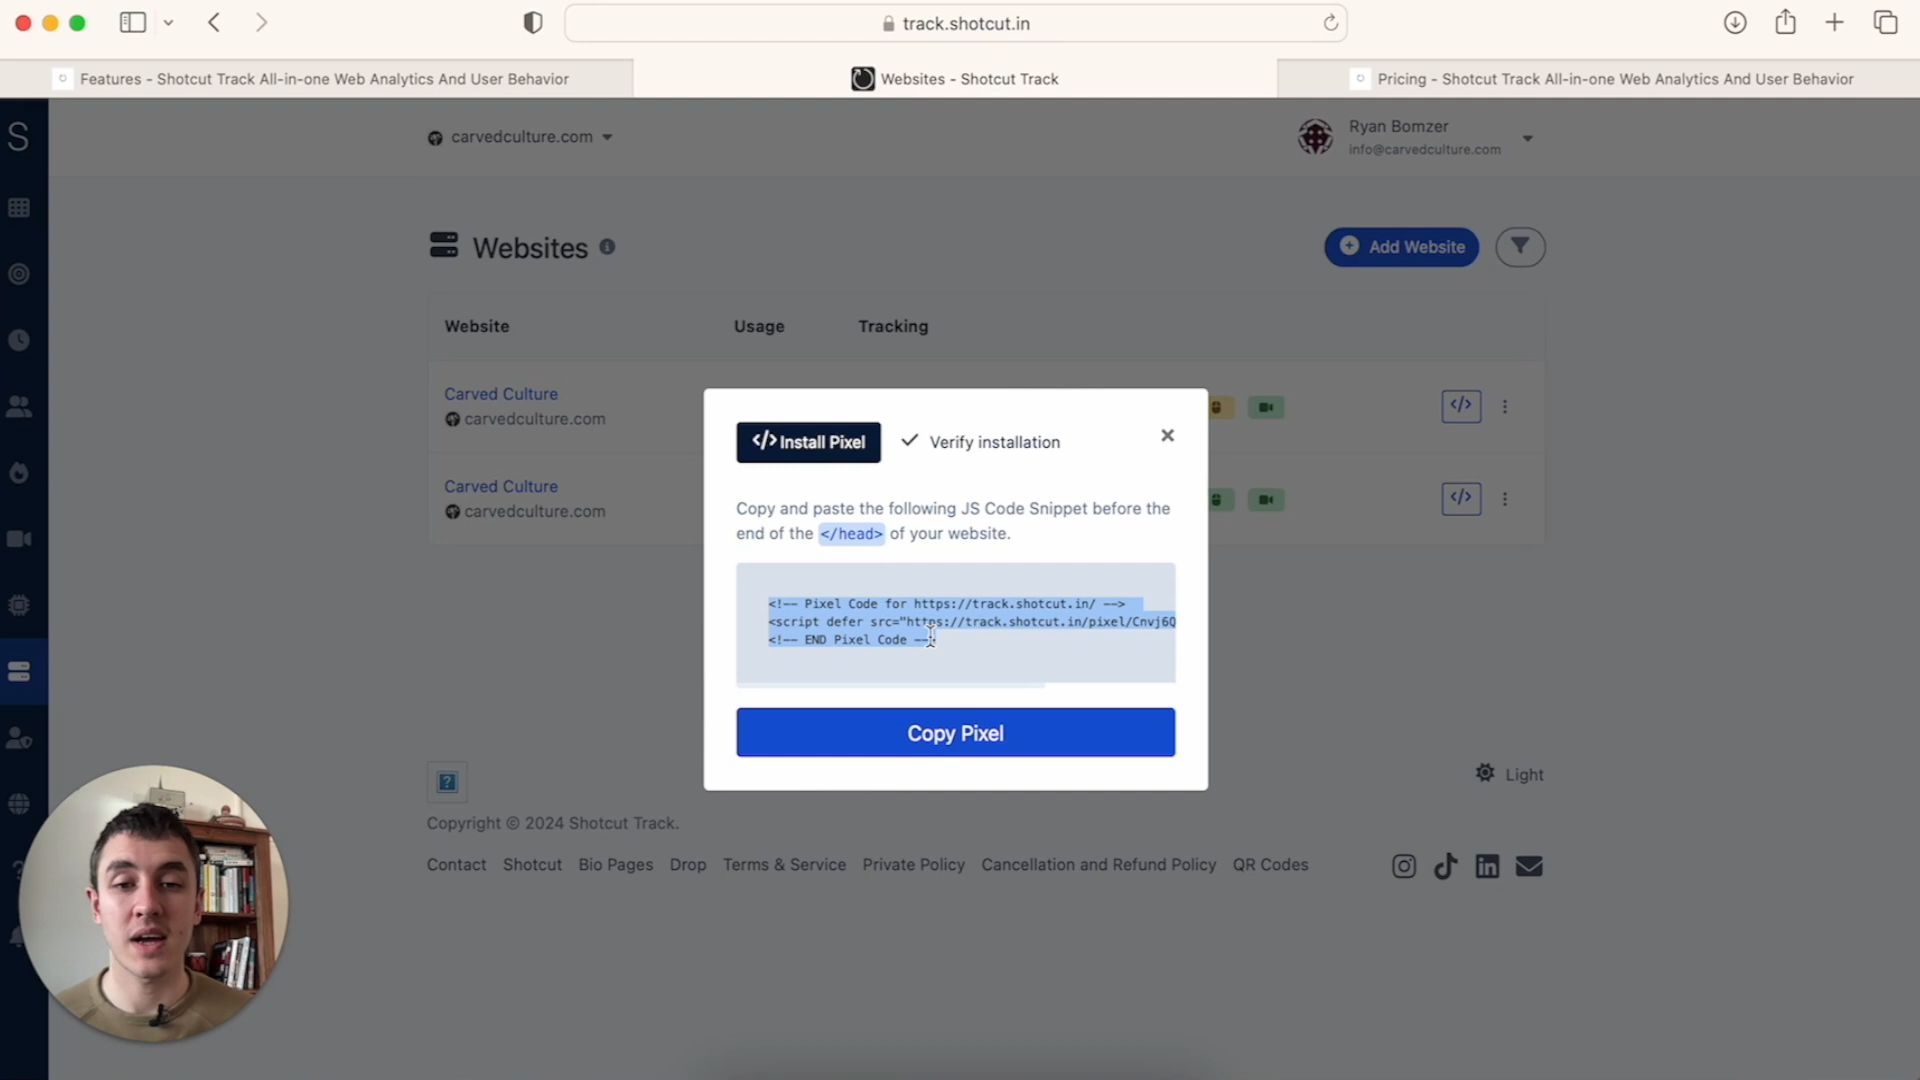 track.shotcut.in
Features - Shotcut Track All-in-one Web Analytics And User Behavior
Websites - Shotcut Track
Pricing - Shotcut Track All-in-one Web Analytics And User Behavior
S
carvedculture.com
Ryan Bomzer
info@carvedculture.com
Websites
Add Website
Website Usage Tracking
Carved Culture
carvedculture.com
Carved Culture
carvedculture.com
</> Install Pixel
Verify installation
Copy and paste the following JS Code Snippet before the
end of the </head> of your website.
<!-- Pixel Code for https://track.shotcut.in/ -->
<script defer src="https://track.shotcut.in/pixel/Cnvj6Q
<!-- END Pixel Code -->
Copy Pixel
</>
</>
Light
Copyright © 2024 Shotcut Track.
Contact Shotcut Bio Pages Drop Terms & Service Private Policy Cancellation and Refund Policy QR Codes